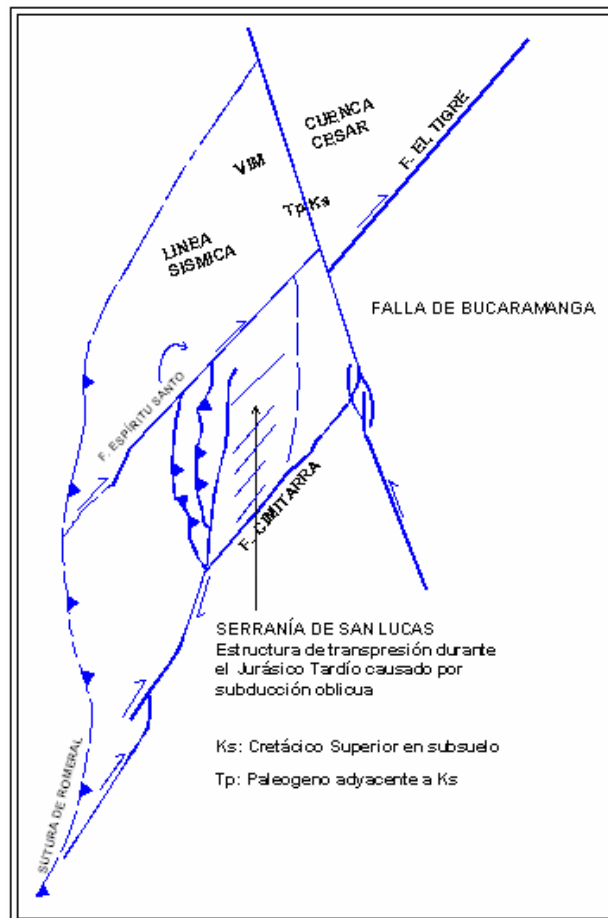 CUENCA
CESAR
F. EL TIGRE
VIM
Tp Ks
LINEA
SISMICA
FALLA DE BUCARAMANGA
F. ESPÍRITU SANTO
F. CIMITARRA
SERRANÍA DE SAN LUCAS
Estructura de transpresión durante
el Jurásico Tardío causado por
subducción oblicua
Ks: Cretácico Superior en subsuelo
Tp: Paleogeno adyacente a Ks
SUTURA DE ROMERAL